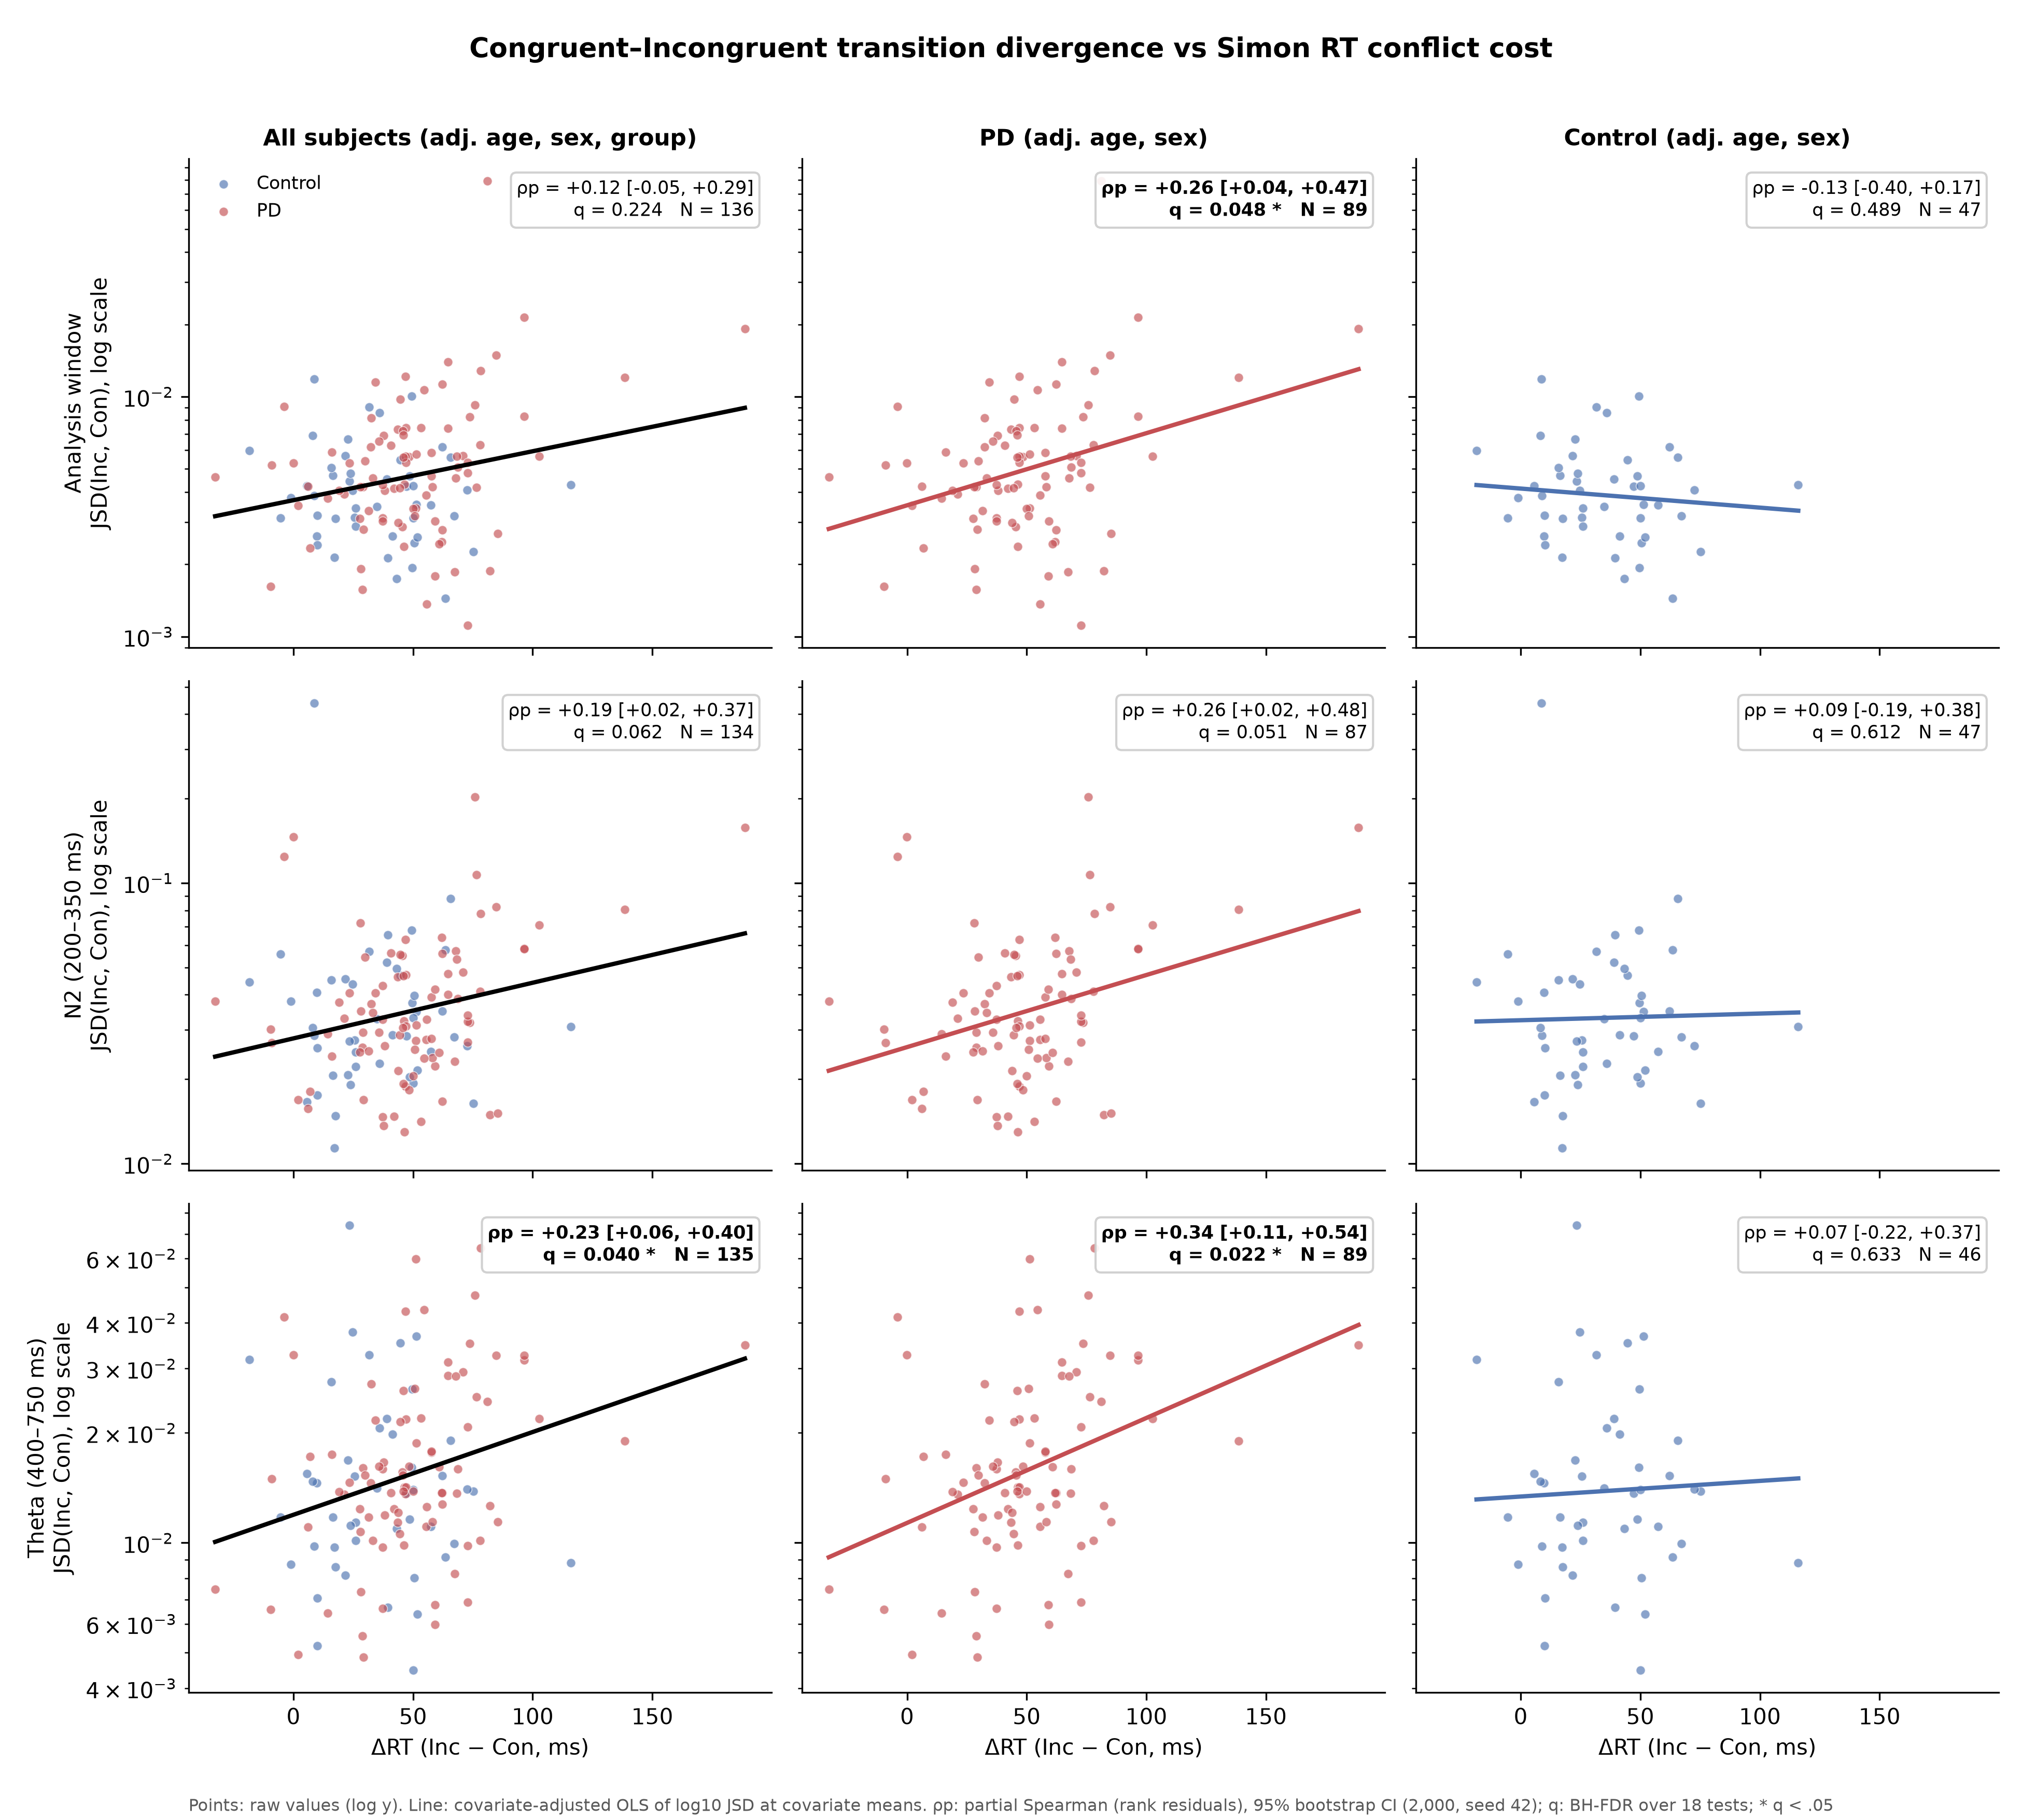 Congruent–Incongruent transition divergence vs Simon RT conflict cost
All subjects (adj. age, sex, group)
PD (adj. age, sex)
Control (adj. age, sex)
Control
PD
ρp = +0.12 [-0.05, +0.29]
q = 0.224 N = 136
ρp = +0.26 [+0.04, +0.47]
q = 0.048 * N = 89
ρp = -0.13 [-0.40, +0.17]
q = 0.489 N = 47
Analysis window
JSD(Inc, Con), log scale
10⁻²
10⁻³
ρp = +0.19 [+0.02, +0.37]
q = 0.062 N = 134
ρp = +0.26 [+0.02, +0.48]
q = 0.051 N = 87
ρp = +0.09 [-0.19, +0.38]
q = 0.612 N = 47
N2 (200–350 ms)
JSD(Inc, Con), log scale
10⁻¹
10⁻²
ρp = +0.23 [+0.06, +0.40]
q = 0.040 * N = 135
ρp = +0.34 [+0.11, +0.54]
q = 0.022 * N = 89
ρp = +0.07 [-0.22, +0.37]
q = 0.633 N = 46
Theta (400–750 ms)
JSD(Inc, Con), log scale
6 × 10⁻²
4 × 10⁻²
3 × 10⁻²
2 × 10⁻²
10⁻²
6 × 10⁻³
4 × 10⁻³
0 50 100 150
0 50 100 150
0 50 100 150
ΔRT (Inc − Con, ms)
ΔRT (Inc − Con, ms)
ΔRT (Inc − Con, ms)
Points: raw values (log y). Line: covariate-adjusted OLS of log10 JSD at covariate means. ρp: partial Spearman (rank residuals), 95% bootstrap CI (2,000, seed 42); q: BH-FDR over 18 tests; * q < .05